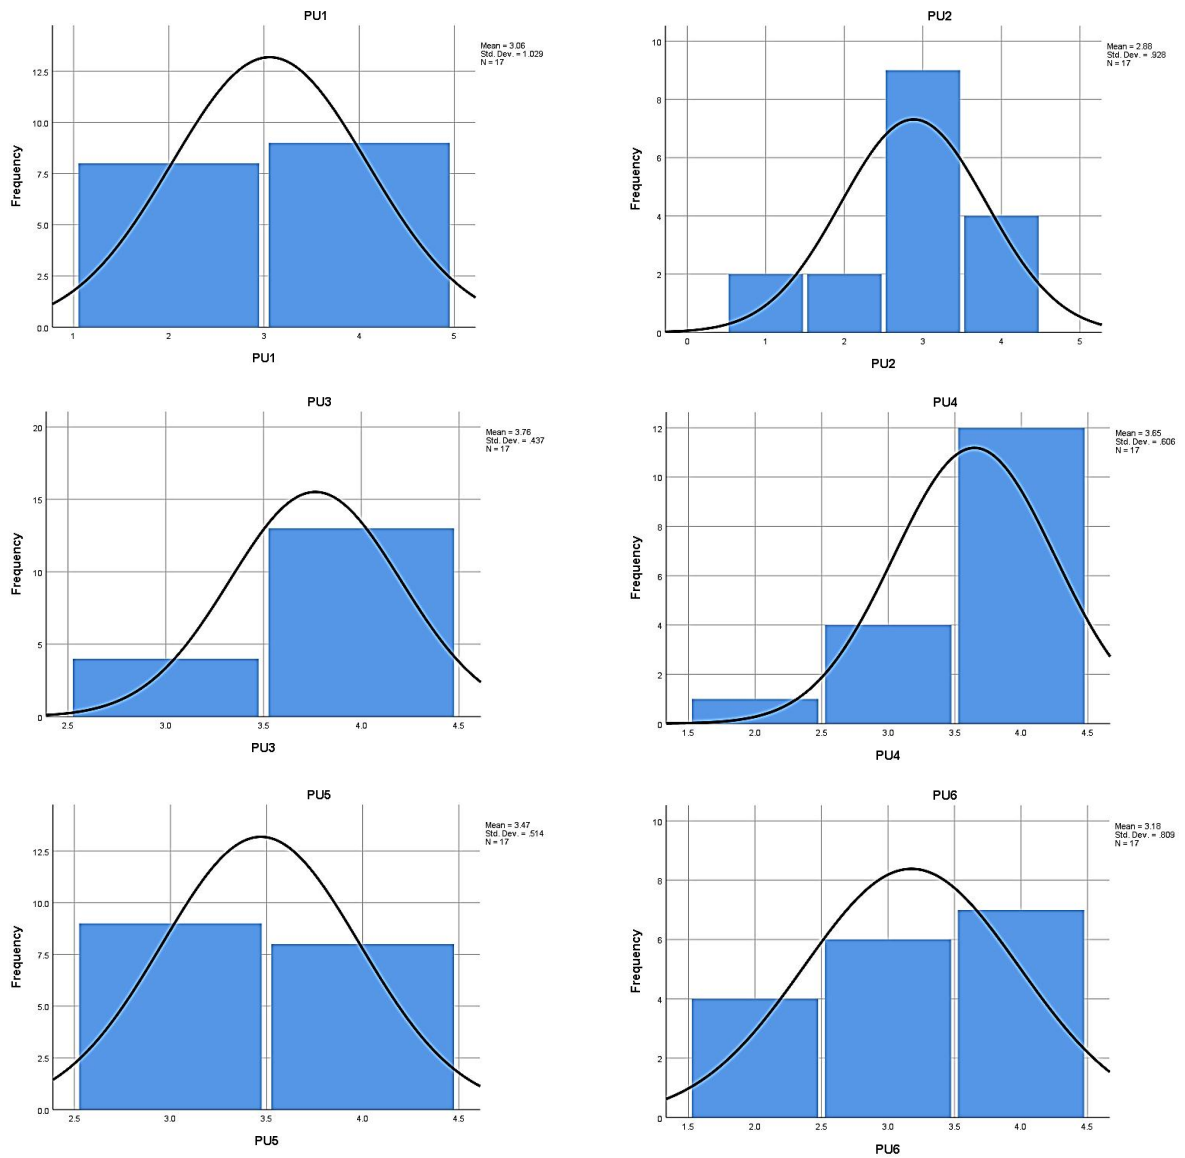 PU1
Mean = 3.06
Std. Dev. = 1.029
N = 17
12.5
10.0
7.5
5.0
2.5
0.0
Frequency
1 2 3 4 5
PU1
PU2
Mean = 2.88
Std. Dev. = .928
N = 17
10
8
6
4
2
0
Frequency
0 1 2 3 4 5
PU2
PU3
Mean = 3.76
Std. Dev. = .437
N = 17
20
15
10
5
0
Frequency
2.5 3.0 3.5 4.0 4.5
PU3
PU4
Mean = 3.65
Std. Dev. = .606
N = 17
12
10
8
6
4
2
0
Frequency
1.5 2.0 2.5 3.0 3.5 4.0 4.5
PU4
PU5
Mean = 3.47
Std. Dev. = .514
N = 17
12.5
10.0
7.5
5.0
2.5
0.0
Frequency
2.5 3.0 3.5 4.0 4.5
PU5
PU6
Mean = 3.18
Std. Dev. = .809
N = 17
10
8
6
4
2
0
Frequency
1.5 2.0 2.5 3.0 3.5 4.0 4.5
PU6